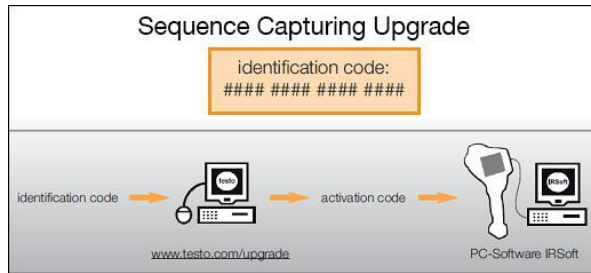 Sequence Capturing Upgrade
identification code:
#### #### #### ####
identification code
testo
activation code
IRSoft
www.testo.com/upgrade
PC-Software IRSoft